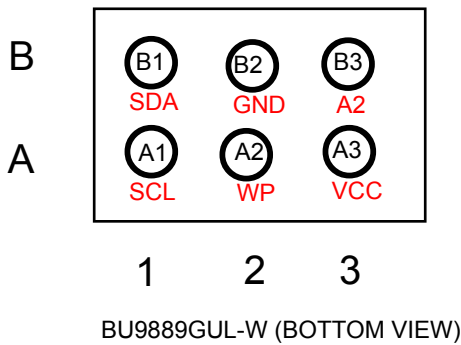 B B1 B2 B3
SDA GND A2
A A1 A2 A3
SCL WP VCC
1 2 3
BU9889GUL-W (BOTTOM VIEW)